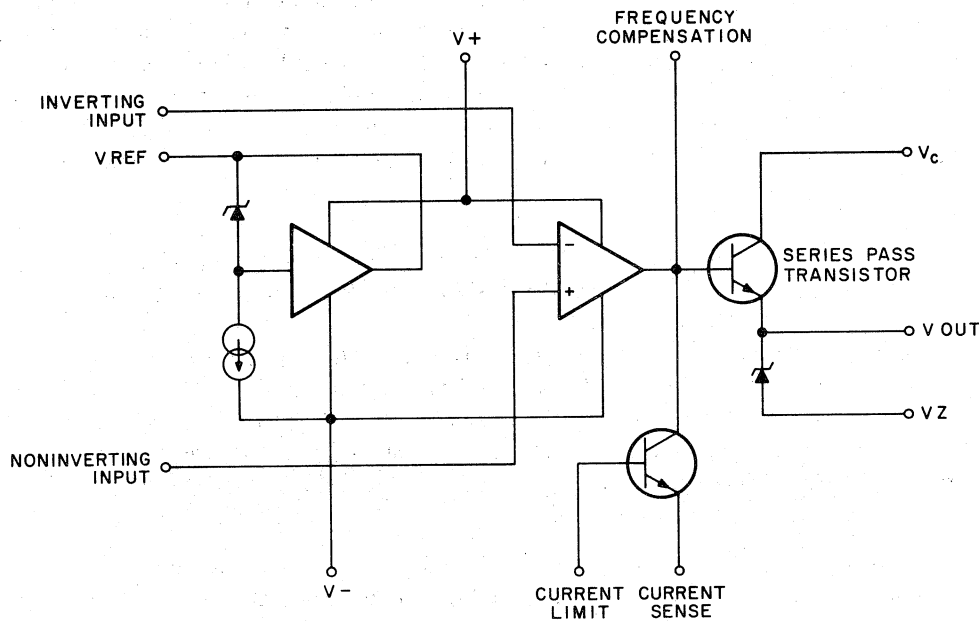 FREQUENCY
COMPENSATION
V+
INVERTING
INPUT
VREF
Vc
−
SERIES PASS
TRANSISTOR
+
V OUT
VZ
NONINVERTING
INPUT
V-
CURRENT
LIMIT
CURRENT
SENSE